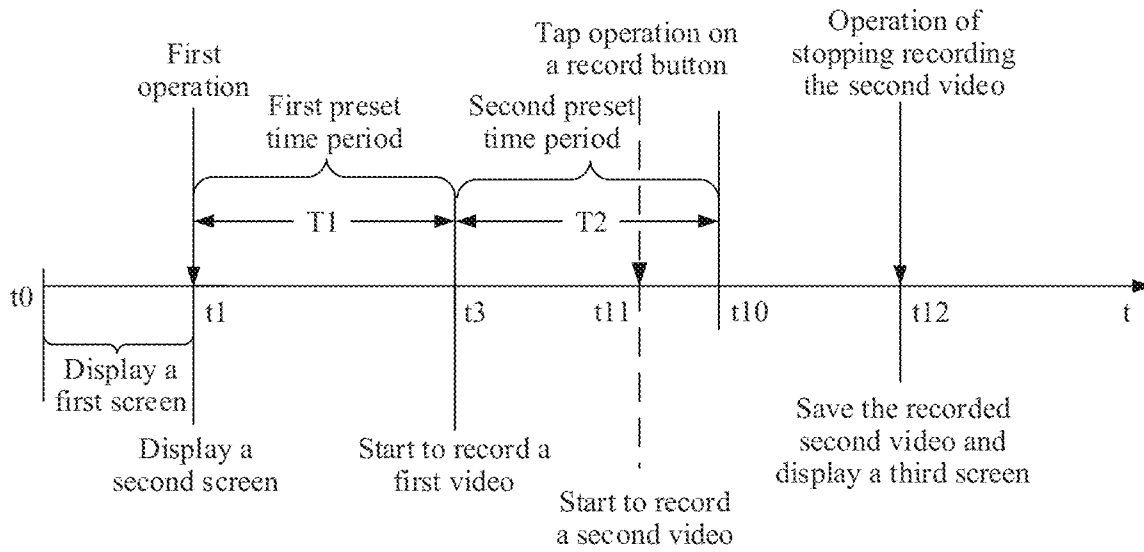 First
operation
First preset
time period
Second preset
time period
Tap operation on
a record button
Operation of
stopping recording
the second video
T1
T2
t0
t1
t3
t11
t10
t12
t
Display a
first screen
Display a
second screen
Start to record a
first video
Start to record
a second video
Save the recorded
second video and
display a third screen